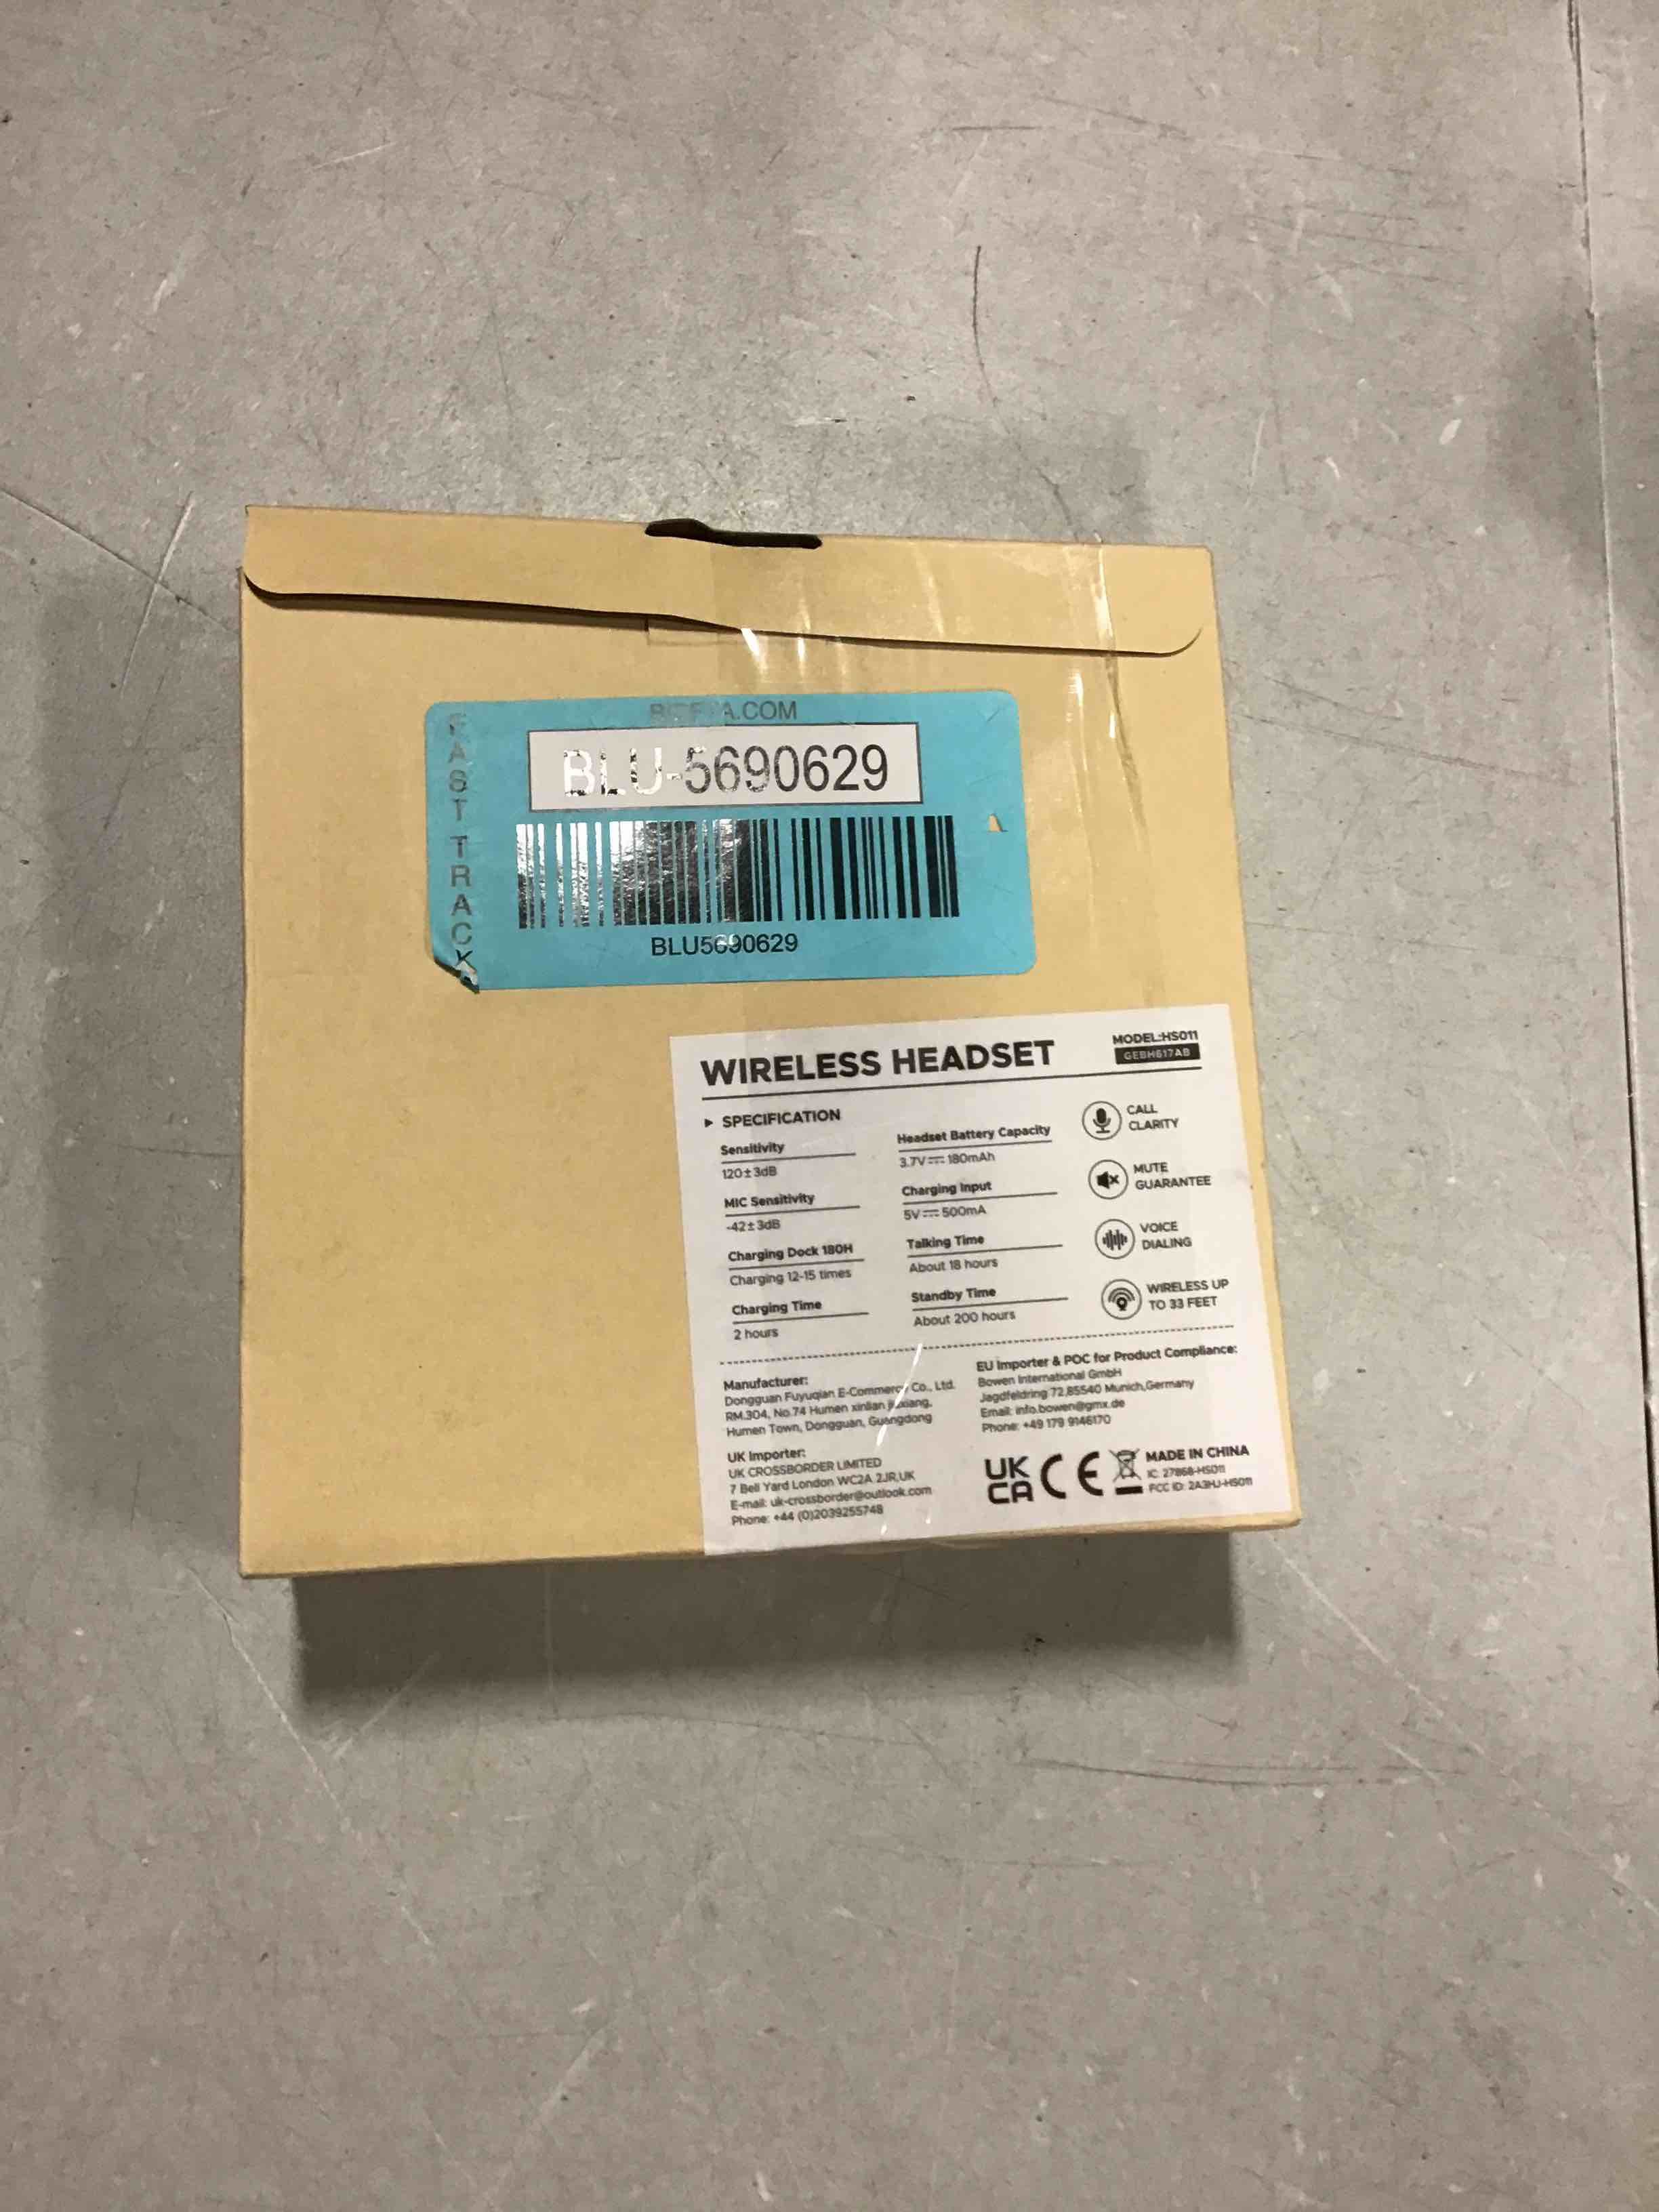 FAST TRACK
BLU-5690629
BLU5690629
WIRELESS HEADSET
MODEL:HS011
GEBH617AB
▶ SPECIFICATION
Sensitivity
120±3dB
MIC Sensitivity
-42±3dB
Charging Dock 180H
Charging 12-15 times
Charging Time
2 hours
Headset Battery Capacity
3.7V⎓180mAh
Charging Input
5V⎓500mA
Talking Time
About 18 hours
Standby Time
About 200 hours
CALL
CLARITY
MUTE
GUARANTEE
VOICE
DIALING
WIRELESS UP
TO 33 FEET
Manufacturer:
Dongguan Fuyuqian E-Commerce Co., Ltd.
RM.304, No.74 Humen xinlian
Humen Town, Dongguan, Guangdong
UK Importer:
UK CROSSBORDER LIMITED
7 Bell Yard London WC2A 2JR,UK
E-mail: uk-crossborder@outlook.com
Phone: +44 (0)2039255748
EU Importer & POC for Product Compliance:
Bowen International GmbH
Jagdfeldring 72,85540 Munich,Germany
Email: info.bowen@gmx.de
Phone: +49 179 9146170
UK
CA
CE
MADE IN CHINA
IC: 27868-HS011
FCC ID: 2A3HJ-HS011